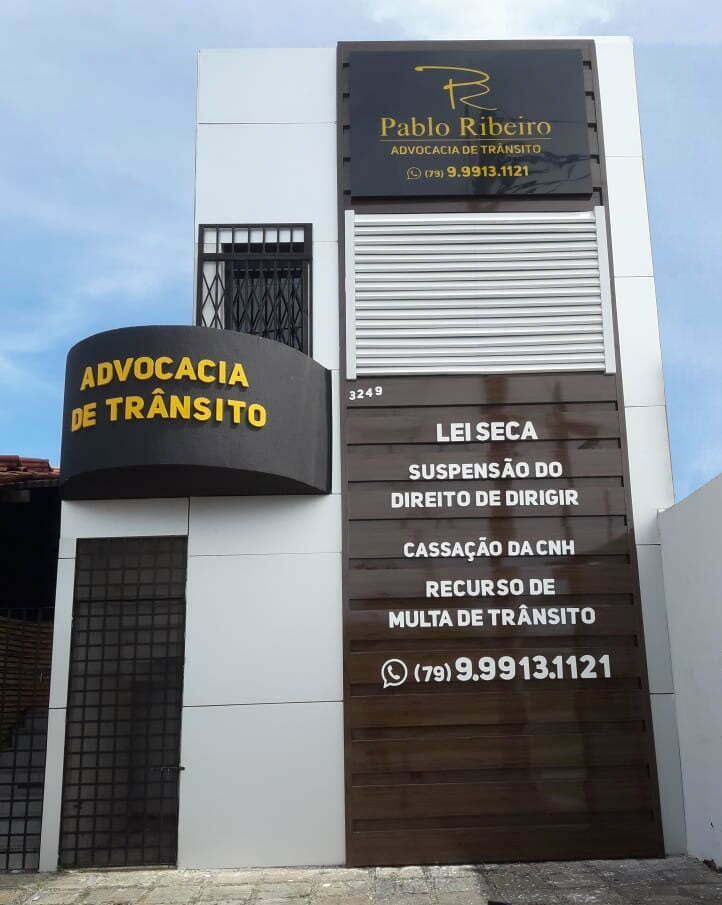 Pablo Ribeiro
ADVOCACIA DE TRÂNSITO
(79) 9.9913.1121
ADVOCACIA
DE TRÂNSITO
3249
LEI SECA
SUSPENSÃO DO
DIREITO DE DIRIGIR
CASSAÇÃO DA CNH
RECURSO DE
MULTA DE TRÂNSITO
(79) 9.9913.1121